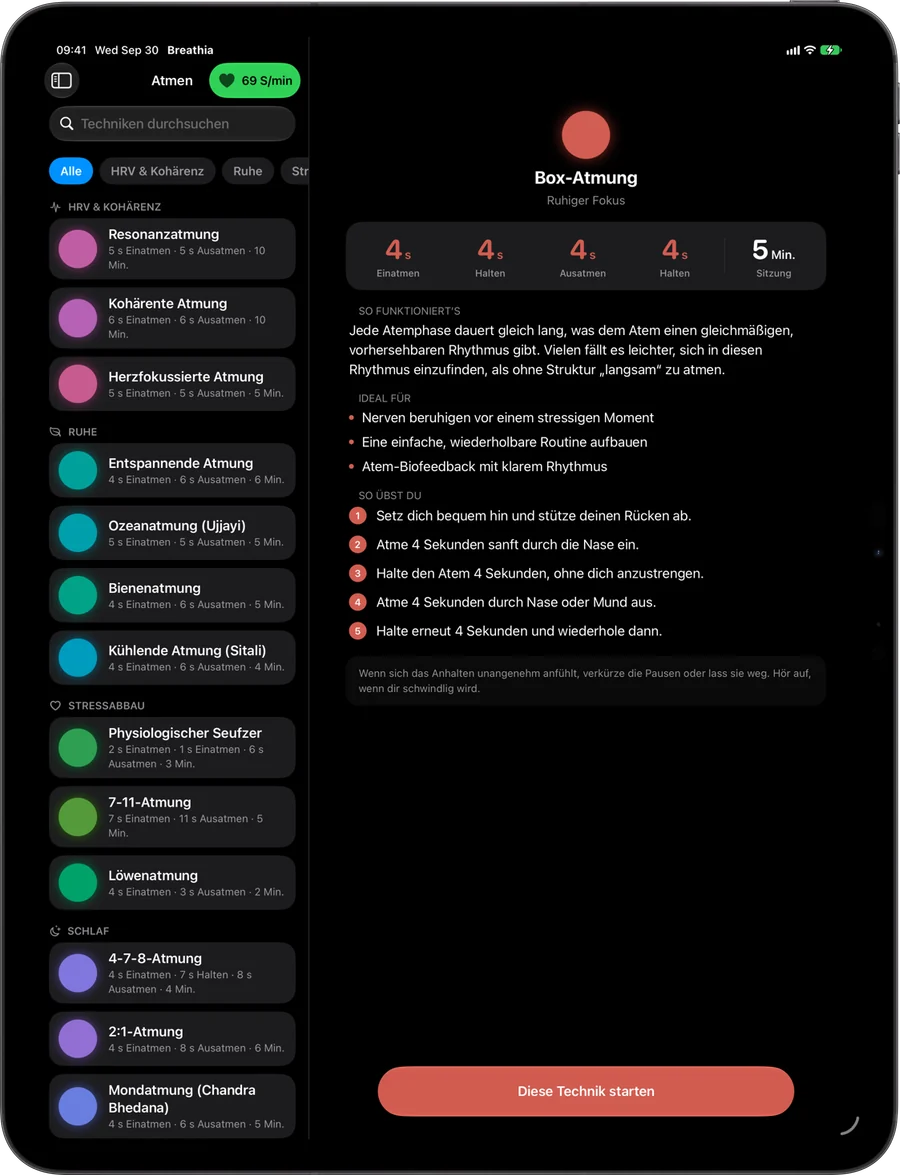 09:41 Wed Sep 30 Breathia
Atmen
69 S/min
Techniken durchsuchen
Alle
HRV & Kohärenz
Ruhe
Str
HRV & KOHÄRENZ
Resonanzatmung
5 s Einatmen · 5 s Ausatmen · 10
Min.
Kohärente Atmung
6 s Einatmen · 6 s Ausatmen · 10
Min.
Herzfokussierte Atmung
5 s Einatmen · 5 s Ausatmen · 5 Min.
RUHE
Entspannende Atmung
4 s Einatmen · 6 s Ausatmen · 6 Min.
Ozeanatmung (Ujjayi)
5 s Einatmen · 5 s Ausatmen · 5 Min.
Bienenatmung
4 s Einatmen · 6 s Ausatmen · 5 Min.
Kühlende Atmung (Sitali)
4 s Einatmen · 6 s Ausatmen · 4 Min.
STRESSABBAU
Physiologischer Seufzer
2 s Einatmen · 1 s Einatmen · 6 s
Ausatmen · 3 Min.
7-11-Atmung
7 s Einatmen · 11 s Ausatmen · 5
Min.
Löwenatmung
4 s Einatmen · 3 s Ausatmen · 2 Min.
SCHLAF
4-7-8-Atmung
4 s Einatmen · 7 s Halten · 8 s
Ausatmen · 4 Min.
2:1-Atmung
4 s Einatmen · 8 s Ausatmen · 6 Min.
Mondatmung (Chandra
Bhedana)
4 s Einatmen · 6 s Ausatmen · 5 Min.
Box-Atmung
Ruhiger Fokus
4 s 4 s 4 s 4 s 5 Min.
Einatmen Halten Ausatmen Halten Sitzung
SO FUNKTIONIERT'S
Jede Atemphase dauert gleich lang, was dem Atem einen gleichmäßigen,
vorhersehbaren Rhythmus gibt. Vielen fällt es leichter, sich in diesen
Rhythmus einzufinden, als ohne Struktur „langsam“ zu atmen.
IDEAL FÜR
• Nerven beruhigen vor einem stressigen Moment
• Eine einfache, wiederholbare Routine aufbauen
• Atem-Biofeedback mit klarem Rhythmus
SO ÜBST DU
1 Setz dich bequem hin und stütze deinen Rücken ab.
2 Atme 4 Sekunden sanft durch die Nase ein.
3 Halte den Atem 4 Sekunden, ohne dich anzustrengen.
4 Atme 4 Sekunden durch Nase oder Mund aus.
5 Halte erneut 4 Sekunden und wiederhole dann.
Wenn sich das Anhalten unangenehm anfühlt, verkürze die Pausen oder lass sie weg. Hör auf,
wenn dir schwindlig wird.
Diese Technik starten